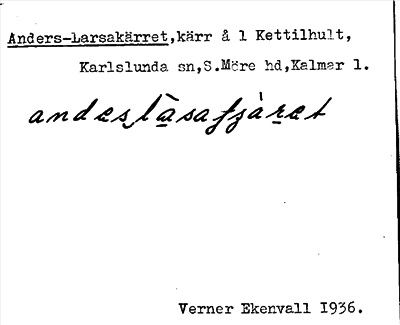 Anders-Larsakärret,kärr å 1 Kettilhult,
Karlslunda sn,S.Möre hd,Kalmar l.
Verner Ekenvall 1936.